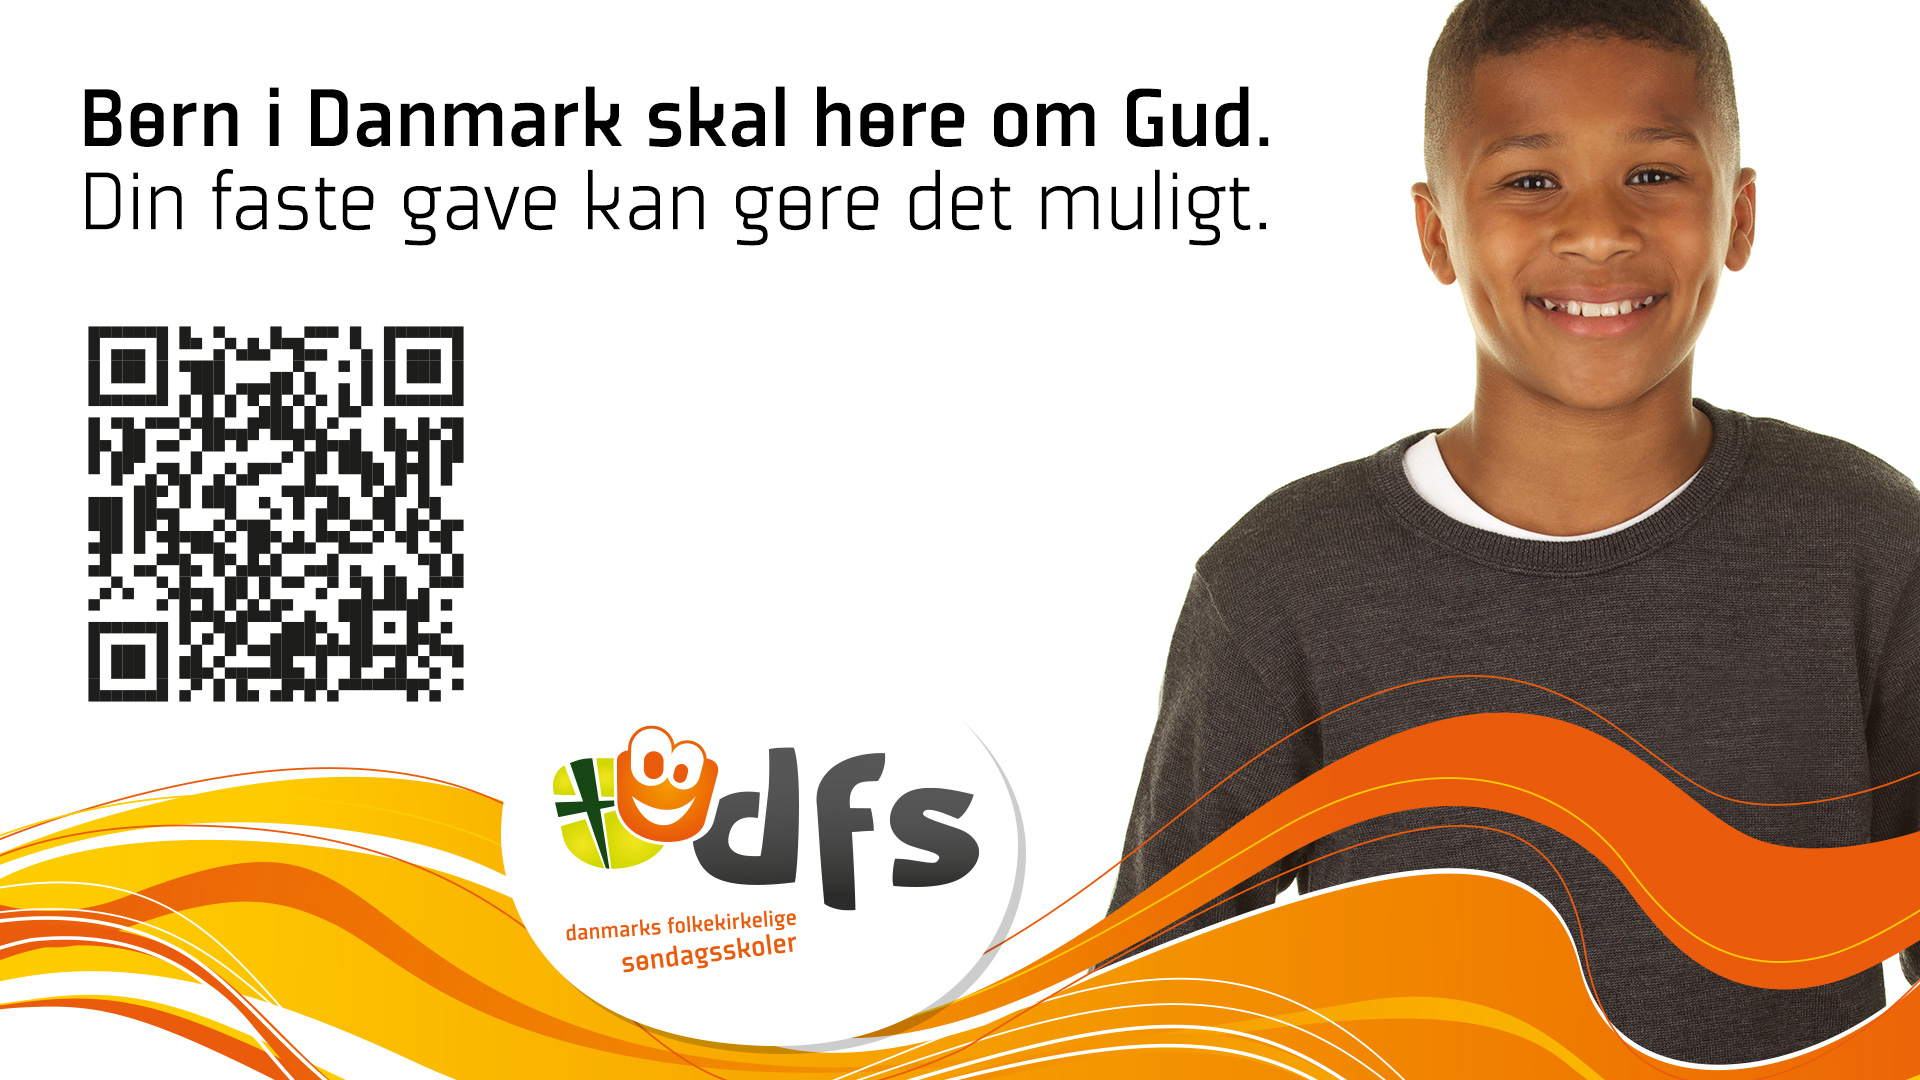 Børn i Danmark skal høre om Gud.
Din faste gave kan gøre det muligt.
dfs
danmarks folkekirkelige
søndagsskoler